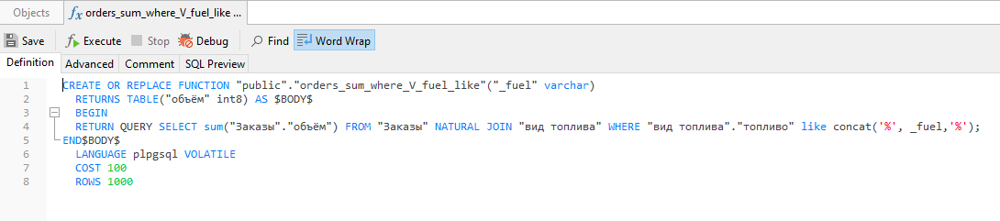 Objects
orders_sum_where_V_fuel_like ...
Save Execute Stop Debug Find Word Wrap
Definition Advanced Comment SQL Preview
1 CREATE OR REPLACE FUNCTION "public"."orders_sum_where_V_fuel_like"("_fuel" varchar)
2 RETURNS TABLE("объём" int8) AS $BODY$
3 BEGIN
4 RETURN QUERY SELECT sum("Заказы"."объём") FROM "Заказы" NATURAL JOIN "вид топлива" WHERE "вид топлива"."топливо" like concat('%', _fuel,'%');
5 END$BODY$
6 LANGUAGE plpgsql VOLATILE
7 COST 100
8 ROWS 1000